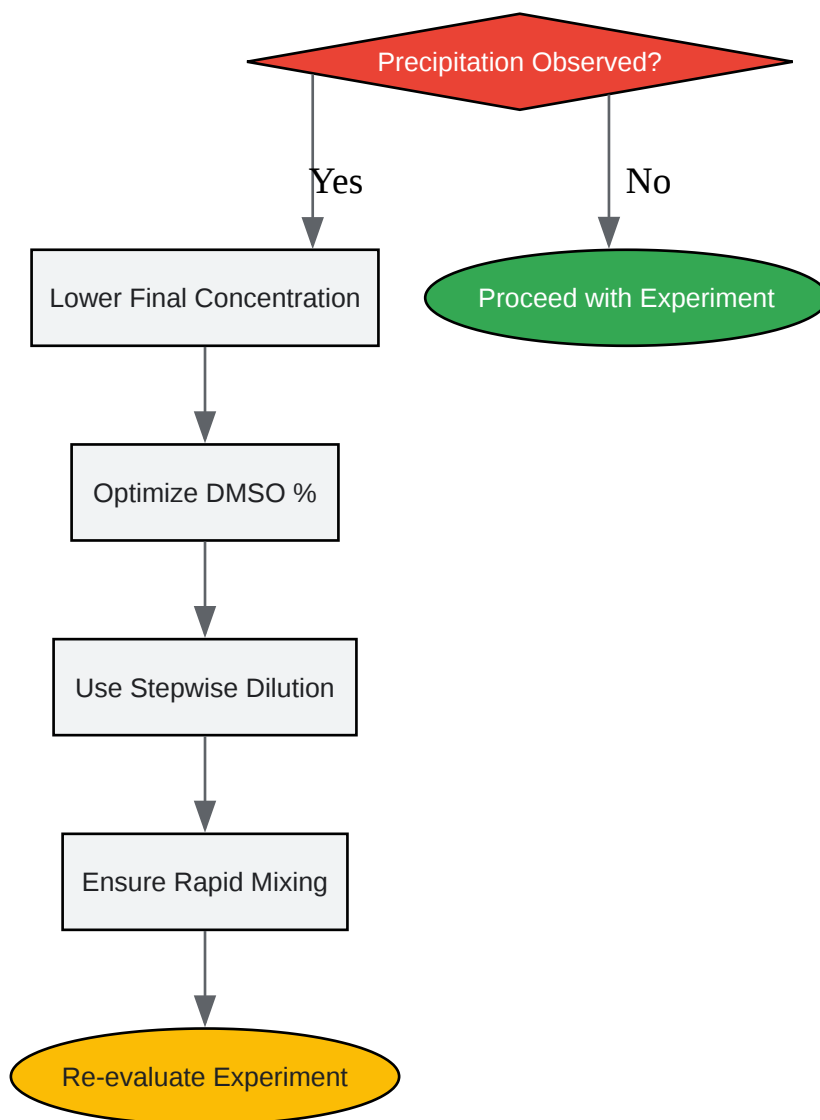 Precipitation Observed?
Yes
No
Lower Final Concentration
Proceed with Experiment
Optimize DMSO %
Use Stepwise Dilution
Ensure Rapid Mixing
Re-evaluate Experiment